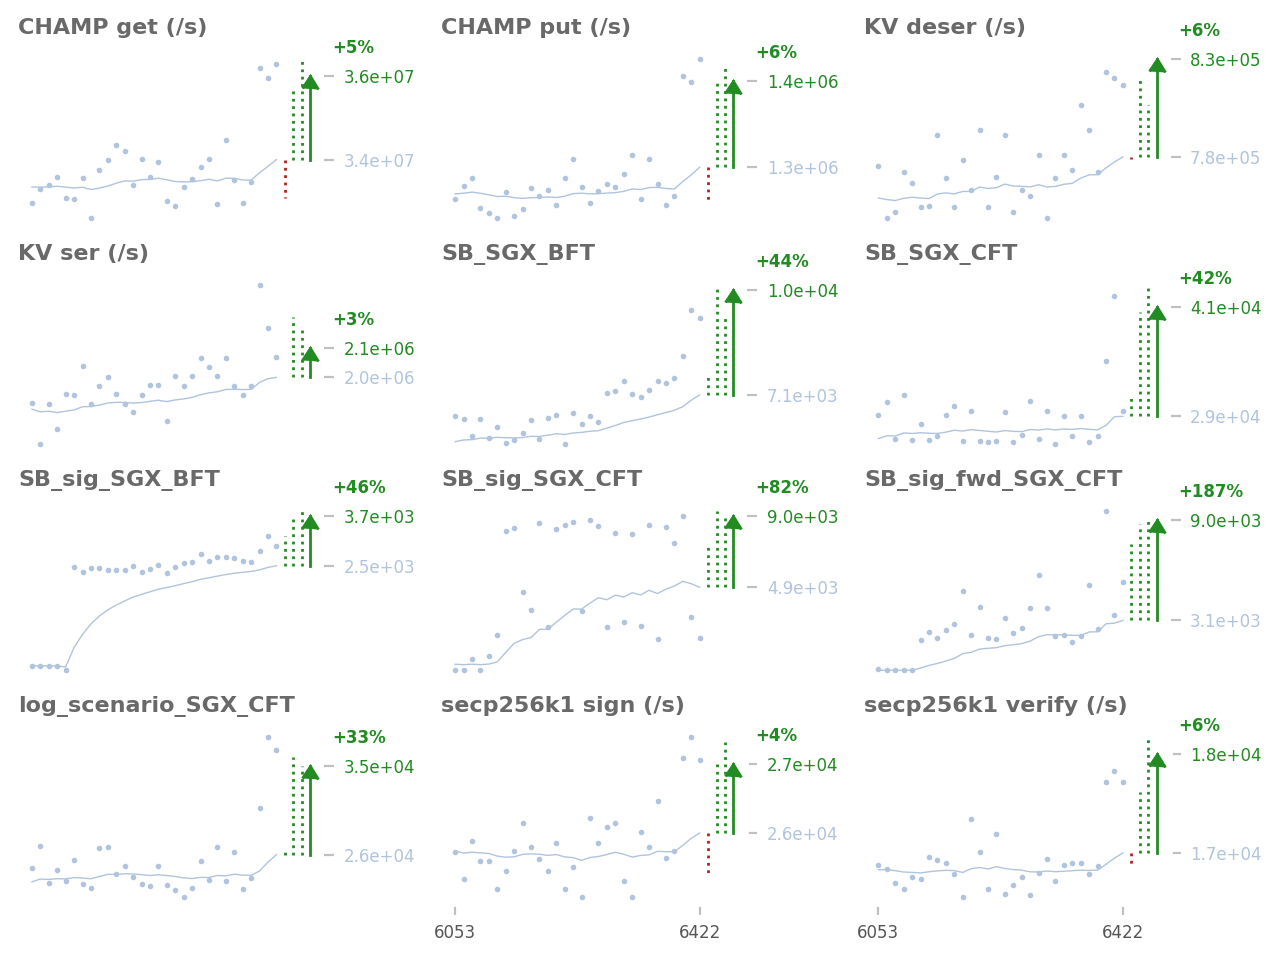 CHAMP get (/s)
+5%
3.6e+07
3.4e+07
CHAMP put (/s)
+6%
1.4e+06
1.3e+06
KV deser (/s)
+6%
8.3e+05
7.8e+05
KV ser (/s)
+3%
2.1e+06
2.0e+06
SB_SGX_BFT
+44%
1.0e+04
7.1e+03
SB_SGX_CFT
+42%
4.1e+04
2.9e+04
SB_sig_SGX_BFT
+46%
3.7e+03
2.5e+03
SB_sig_SGX_CFT
+82%
9.0e+03
4.9e+03
SB_sig_fwd_SGX_CFT
+187%
9.0e+03
3.1e+03
log_scenario_SGX_CFT
+33%
3.5e+04
2.6e+04
secp256k1 sign (/s)
+4%
2.7e+04
2.6e+04
6053
6422
secp256k1 verify (/s)
+6%
1.8e+04
1.7e+04
6053
6422